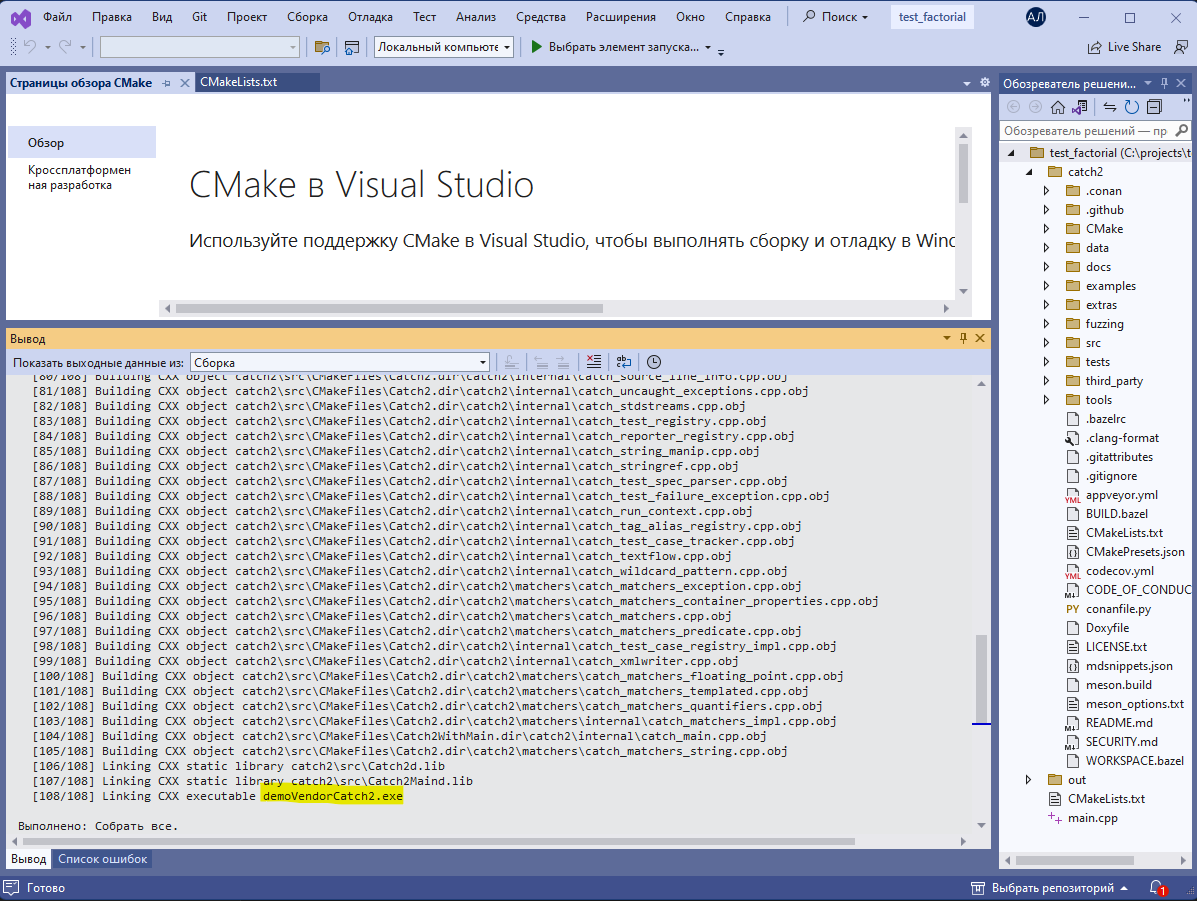 Файл Правка Вид Git Проект Сборка Отладка Тест Анализ Средства Расширения Окно Справка Поиск test_factorial АЛ
Локальный компьюте Выбрать элемент запуска... Live Share
Страницы обзора CMake CMakeLists.txt
Обзор
Кроссплатформен
ная разработка
CMake в Visual Studio
Используйте поддержку CMake в Visual Studio, чтобы выполнять сборку и отладку в Winc
Вывод
Показать выходные данные из: Сборка
[80/108] Building CXX object catch2\src\CMakeFiles\Catch2.dir\catch2\internal\catch_source_line_info.cpp.obj
[81/108] Building CXX object catch2\src\CMakeFiles\Catch2.dir\catch2\internal\catch_uncaught_exceptions.cpp.obj
[82/108] Building CXX object catch2\src\CMakeFiles\Catch2.dir\catch2\internal\catch_stdstreams.cpp.obj
[83/108] Building CXX object catch2\src\CMakeFiles\Catch2.dir\catch2\internal\catch_test_registry.cpp.obj
[84/108] Building CXX object catch2\src\CMakeFiles\Catch2.dir\catch2\internal\catch_reporter_registry.cpp.obj
[85/108] Building CXX object catch2\src\CMakeFiles\Catch2.dir\catch2\internal\catch_string_manip.cpp.obj
[86/108] Building CXX object catch2\src\CMakeFiles\Catch2.dir\catch2\internal\catch_stringref.cpp.obj
[87/108] Building CXX object catch2\src\CMakeFiles\Catch2.dir\catch2\internal\catch_test_spec_parser.cpp.obj
[88/108] Building CXX object catch2\src\CMakeFiles\Catch2.dir\catch2\internal\catch_test_failure_exception.cpp.obj
[89/108] Building CXX object catch2\src\CMakeFiles\Catch2.dir\catch2\internal\catch_run_context.cpp.obj
[90/108] Building CXX object catch2\src\CMakeFiles\Catch2.dir\catch2\internal\catch_tag_alias_registry.cpp.obj
[91/108] Building CXX object catch2\src\CMakeFiles\Catch2.dir\catch2\internal\catch_test_case_tracker.cpp.obj
[92/108] Building CXX object catch2\src\CMakeFiles\Catch2.dir\catch2\internal\catch_textflow.cpp.obj
[93/108] Building CXX object catch2\src\CMakeFiles\Catch2.dir\catch2\internal\catch_wildcard_pattern.cpp.obj
[94/108] Building CXX object catch2\src\CMakeFiles\Catch2.dir\catch2\matchers\catch_matchers_exception.cpp.obj
[95/108] Building CXX object catch2\src\CMakeFiles\Catch2.dir\catch2\matchers\catch_matchers_container_properties.cpp.obj
[96/108] Building CXX object catch2\src\CMakeFiles\Catch2.dir\catch2\matchers\catch_matchers.cpp.obj
[97/108] Building CXX object catch2\src\CMakeFiles\Catch2.dir\catch2\matchers\catch_matchers_predicate.cpp.obj
[98/108] Building CXX object catch2\src\CMakeFiles\Catch2.dir\catch2\internal\catch_test_case_registry_impl.cpp.obj
[99/108] Building CXX object catch2\src\CMakeFiles\Catch2.dir\catch2\internal\catch_xmlwriter.cpp.obj
[100/108] Building CXX object catch2\src\CMakeFiles\Catch2.dir\catch2\matchers\catch_matchers_floating_point.cpp.obj
[101/108] Building CXX object catch2\src\CMakeFiles\Catch2.dir\catch2\matchers\catch_matchers_templated.cpp.obj
[102/108] Building CXX object catch2\src\CMakeFiles\Catch2.dir\catch2\matchers\catch_matchers_quantifiers.cpp.obj
[103/108] Building CXX object catch2\src\CMakeFiles\Catch2.dir\catch2\matchers\internal\catch_matchers_impl.cpp.obj
[104/108] Building CXX object catch2\src\CMakeFiles\Catch2WithMain.dir\catch2\internal\catch_main.cpp.obj
[105/108] Building CXX object catch2\src\CMakeFiles\Catch2.dir\catch2\matchers\catch_matchers_string.cpp.obj
[106/108] Linking CXX static library catch2\src\Catch2d.lib
[107/108] Linking CXX static library catch2\src\Catch2Maind.lib
[108/108] Linking CXX executable demoVendorCatch2.exe
Выполнено: Собрать все.
Вывод Список ошибок
Обозреватель решени...
Обозреватель решений — пр
test_factorial (C:\projects\t
catch2
.conan
.github
CMake
data
docs
examples
extras
fuzzing
src
tests
third_party
tools
.bazelrc
.clang-format
.gitattributes
.gitignore
YML appveyor.yml
BUILD.bazel
CMakeLists.txt
CMakePresets.json
YML codecov.yml
CODE_OF_CONDUC
PY conanfile.py
Doxyfile
LICENSE.txt
mdsnippets.json
meson.build
meson_options.txt
README.md
SECURITY.md
WORKSPACE.bazel
out
CMakeLists.txt
main.cpp
Готово Выбрать репозиторий 1